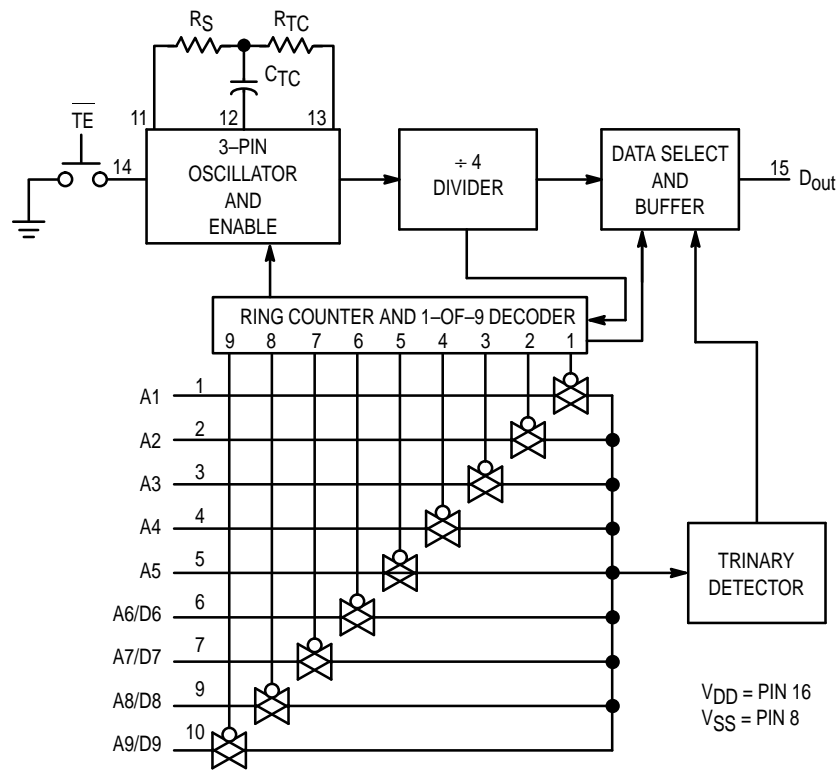 RS RTC
CTC
TE
11 12 13
14
3–PIN
OSCILLATOR
AND
ENABLE
÷ 4
DIVIDER
DATA SELECT
AND
BUFFER
15 Dout
RING COUNTER AND 1–OF–9 DECODER
9 8 7 6 5 4 3 2 1
A1 1
A2 2
A3 3
A4 4
A5 5
A6/D6 6
A7/D7 7
A8/D8 9
A9/D9 10
TRINARY
DETECTOR
VDD = PIN 16
VSS = PIN 8